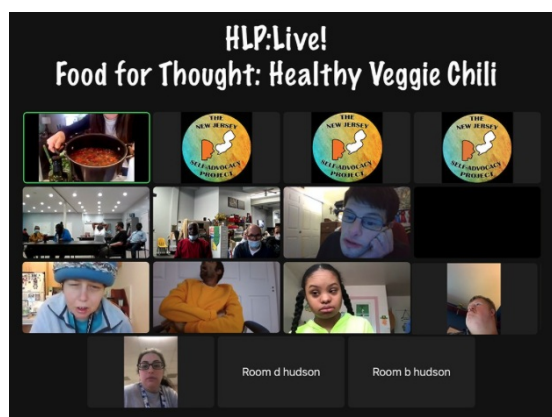 HLP:Live!
Food for Thought: Healthy Veggie Chili
THE
NEW JERSEY
SELF-ADVOCACY
PROJECT
THE
NEW JERSEY
SELF-ADVOCACY
PROJECT
THE
NEW JERSEY
SELF-ADVOCACY
PROJECT
Room d hudson
Room b hudson